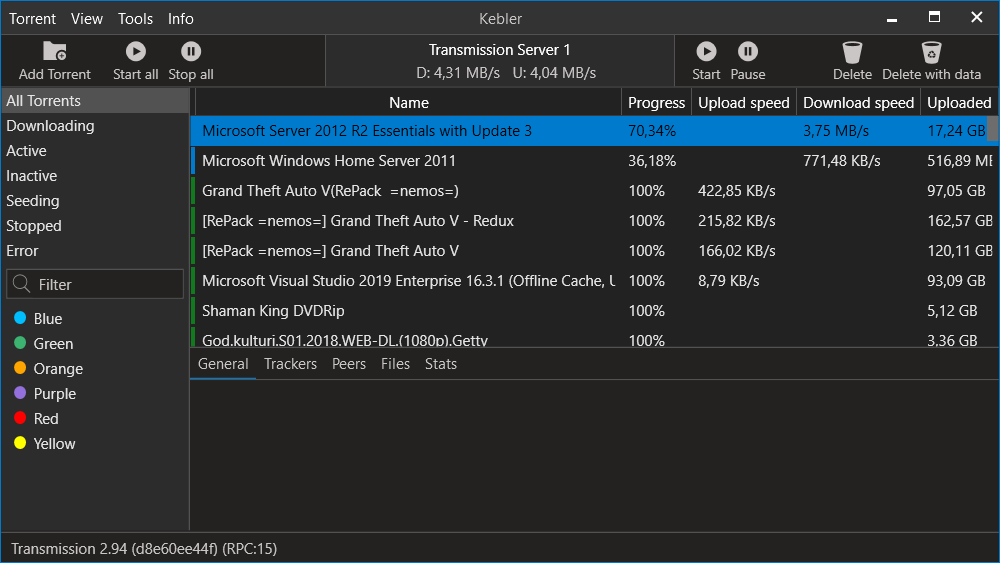 Torrent View Tools Info Kebler
Add Torrent Start all Stop all
Transmission Server 1
D: 4,31 MB/s U: 4,04 MB/s
Start Pause Delete Delete with data
All Torrents
Downloading
Active
Inactive
Seeding
Stopped
Error
Filter
Blue
Green
Orange
Purple
Red
Yellow
Name Progress Upload speed Download speed Uploaded
Microsoft Server 2012 R2 Essentials with Update 3 70,34% 3,75 MB/s 17,24 GB
Microsoft Windows Home Server 2011 36,18% 771,48 KB/s 516,89 MB
Grand Theft Auto V(RePack =nemos=) 100% 422,85 KB/s 97,05 GB
[RePack =nemos=] Grand Theft Auto V - Redux 100% 215,82 KB/s 162,57 GB
[RePack =nemos=] Grand Theft Auto V 100% 166,02 KB/s 120,11 GB
Microsoft Visual Studio 2019 Enterprise 16.3.1 (Offline Cache, U 100% 8,79 KB/s 93,09 GB
Shaman King DVDRip 100% 5,12 GB
God.kulturi.S01.2018.WEB-DL.(1080p).Getty 100% 3,36 GB
General Trackers Peers Files Stats
Transmission 2.94 (d8e60ee44f) (RPC:15)